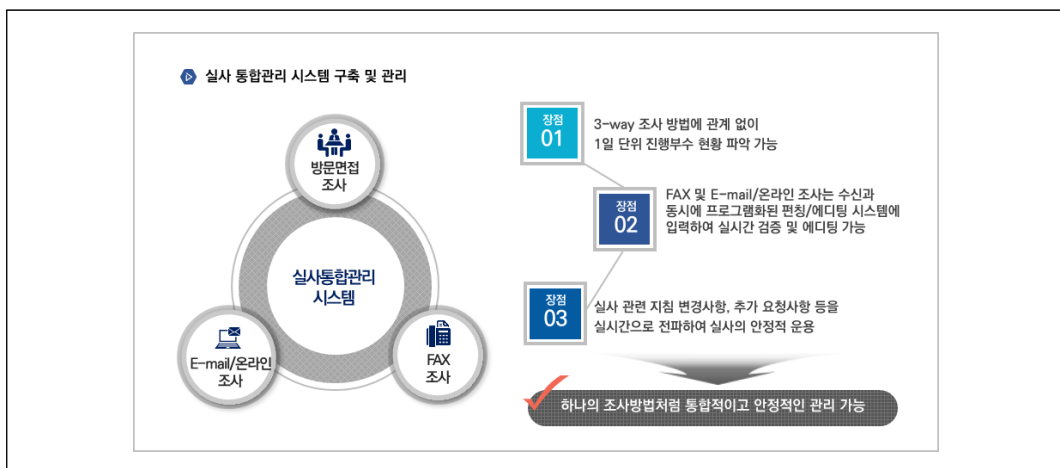 실사 통합관리 시스템 구축 및 관리
방문면접
조사
실사통합관리
시스템
E-mail/온라인
조사
FAX
조사
장점
01
3-way 조사 방법에 관계 없이
1일 단위 진행부수 현황 파악 가능
장점
02
FAX 및 E-mail/온라인 조사는 수신과
동시에 프로그램화된 펀칭/에디팅 시스템에
입력하여 실시간 검증 및 에디팅 가능
장점
03
실사 관련 지침 변경사항, 추가 요청사항 등을
실시간으로 전파하여 실사의 안정적 운용
하나의 조사방법처럼 통합적이고 안정적인 관리 가능